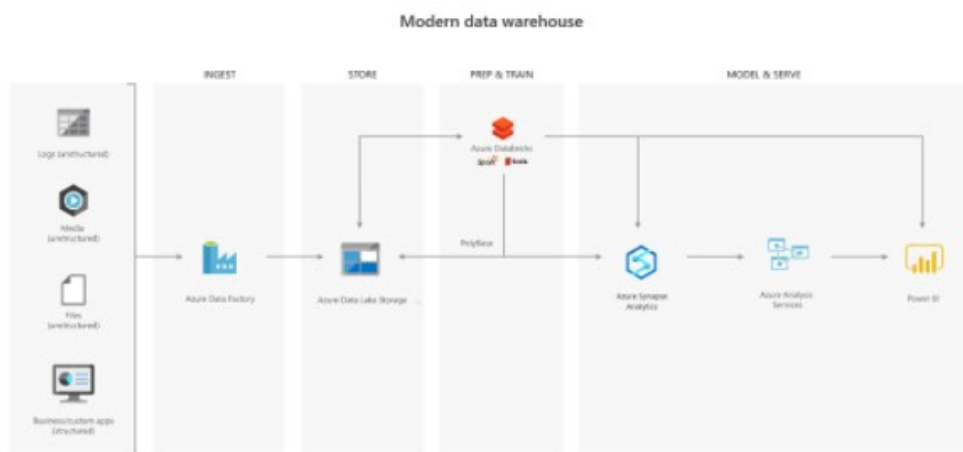 Modern data warehouse
INGEST
STORE
PREP & TRAIN
MODEL & SERVE
Logs (unstructured)
Media
(unstructured)
Files
(unstructured)
Business/custom apps
(structured)
Azure Data Factory
Azure Data Lake Storage
Azure Databricks
Spark
PolyBase
Azure Synapse
Analytics
Azure Analysis
Services
Power BI